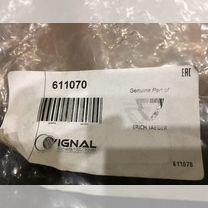 611070
EAC
Genuine Part of
ERICH JAEGER
VIGNAL
611070